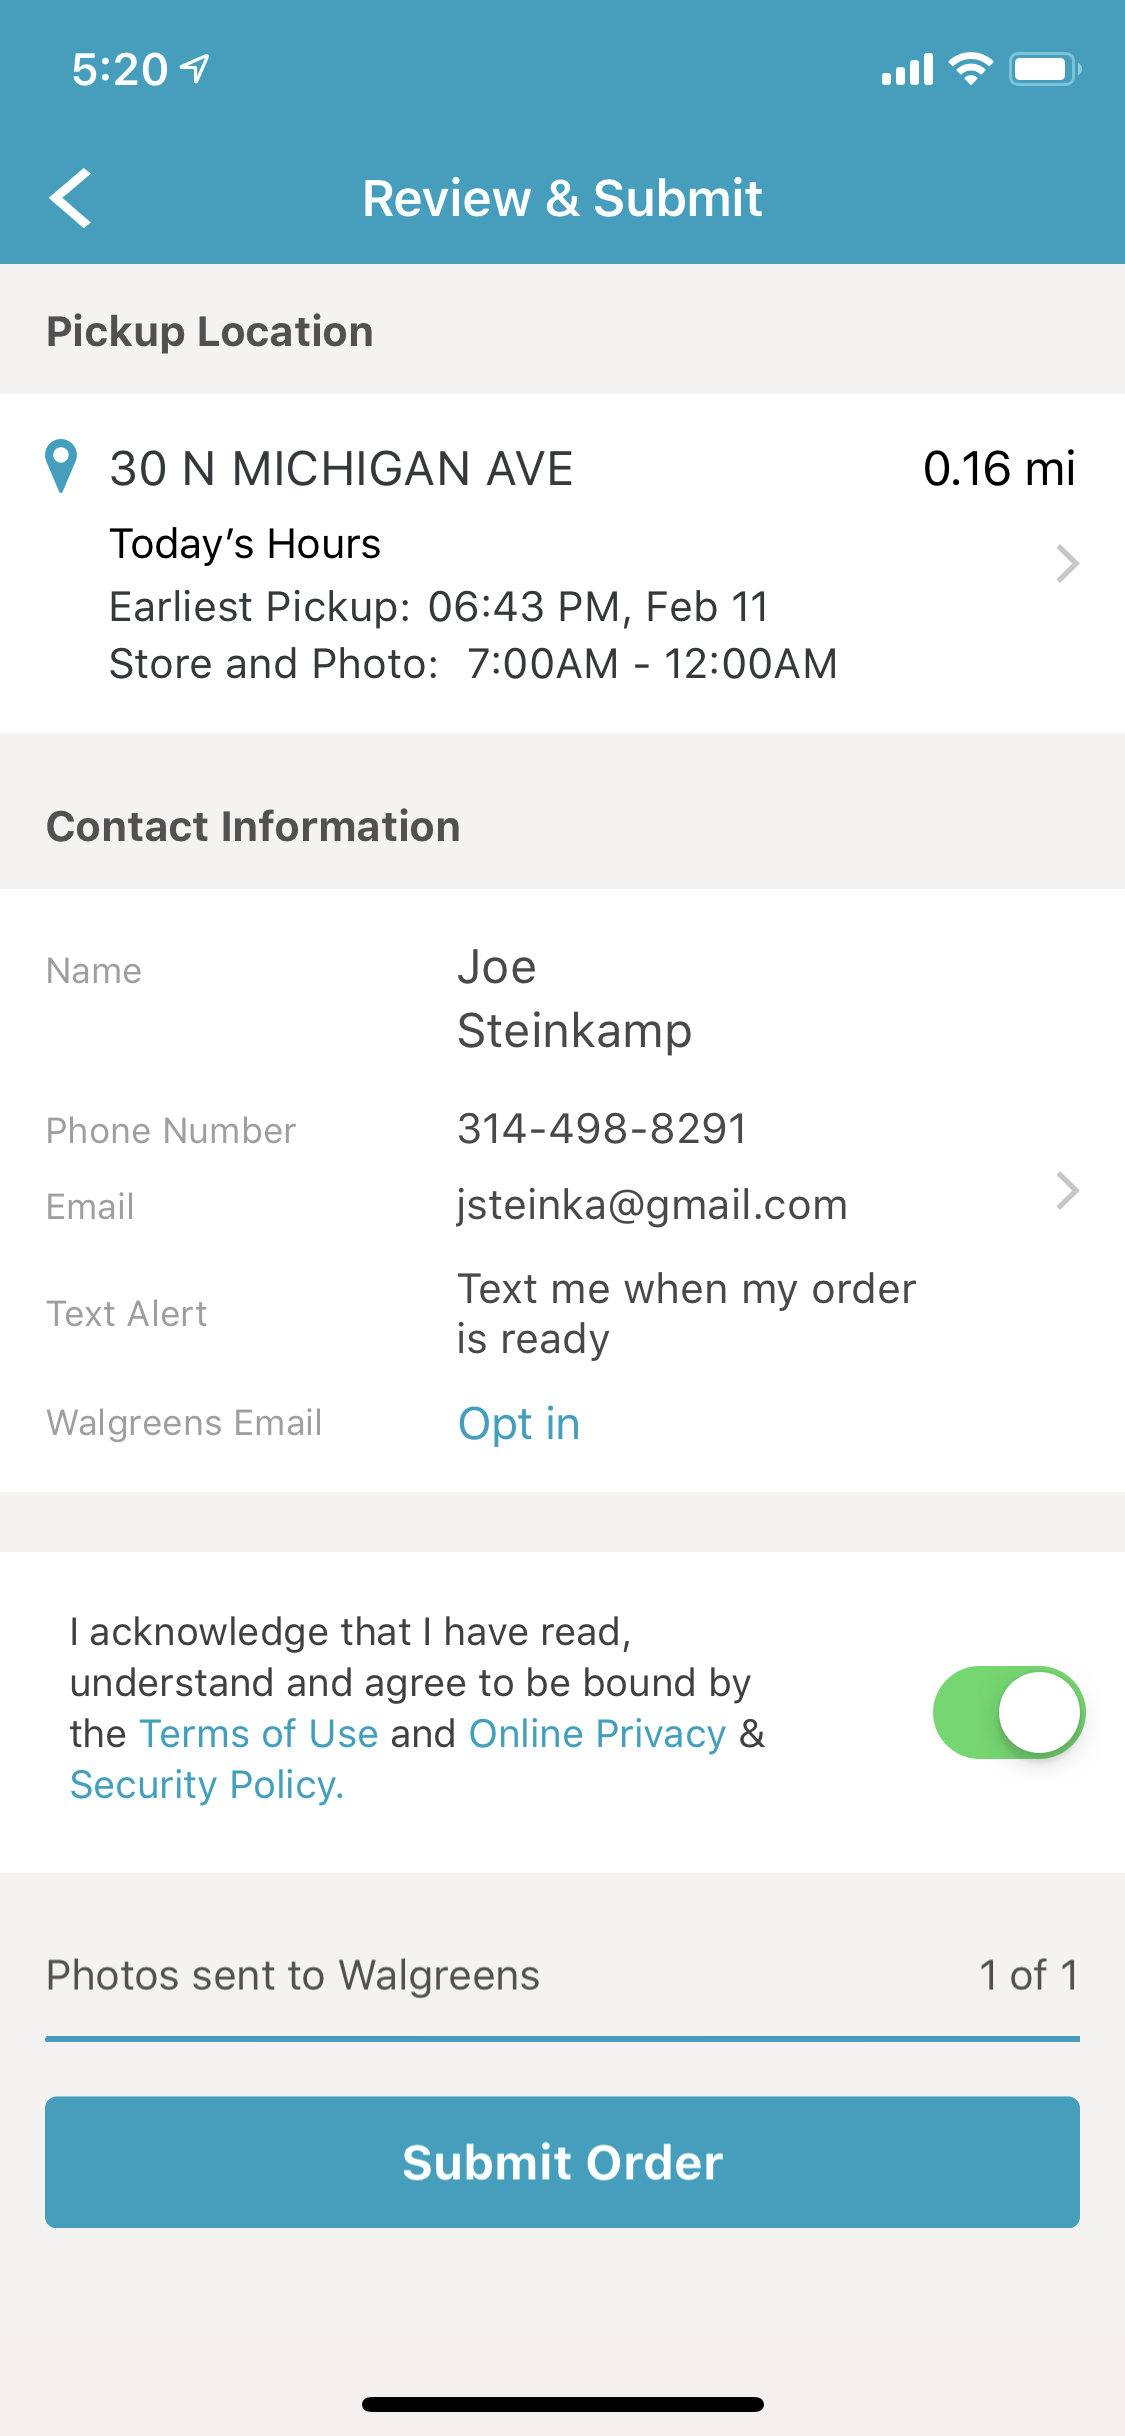 5:20
Review & Submit
Pickup Location
30 N MICHIGAN AVE 0.16 mi
Today's Hours
Earliest Pickup: 06:43 PM, Feb 11
Store and Photo: 7:00AM - 12:00AM
Contact Information
Name Joe
Steinkamp
Phone Number 314-498-8291
Email jsteinka@gmail.com
Text Alert Text me when my order
is ready
Walgreens Email Opt in
I acknowledge that I have read,
understand and agree to be bound by
the Terms of Use and Online Privacy &
Security Policy.
Photos sent to Walgreens 1 of 1
Submit Order